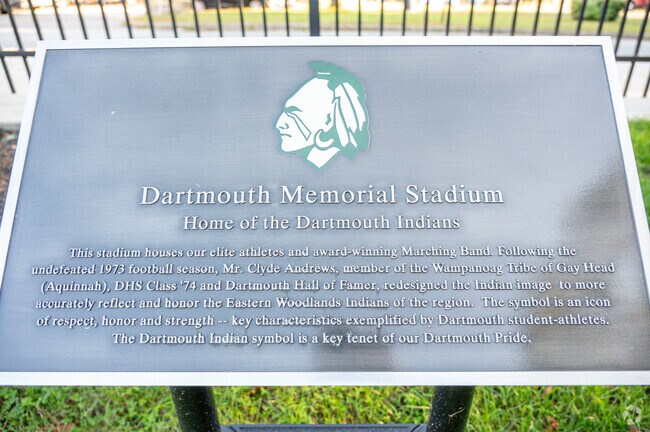 Dartmouth Memorial Stadium
Home of the Dartmouth Indians
This stadium houses our elite athletes and award-winning Marching Band. Following the
undefeated 1973 football season, Mr. Clyde Andrews, member of the Wampanoag Tribe of Gay Head
(Aquinnah), DHS Class '74 and Dartmouth Hall of Famer, redesigned the Indian image to more
accurately reflect and honor the Eastern Woodlands Indians of the region. The symbol is an icon
of respect, honor and strength -- key characteristics exemplified by Dartmouth student-athletes.
The Dartmouth Indian symbol is a key tenet of our Dartmouth Pride.